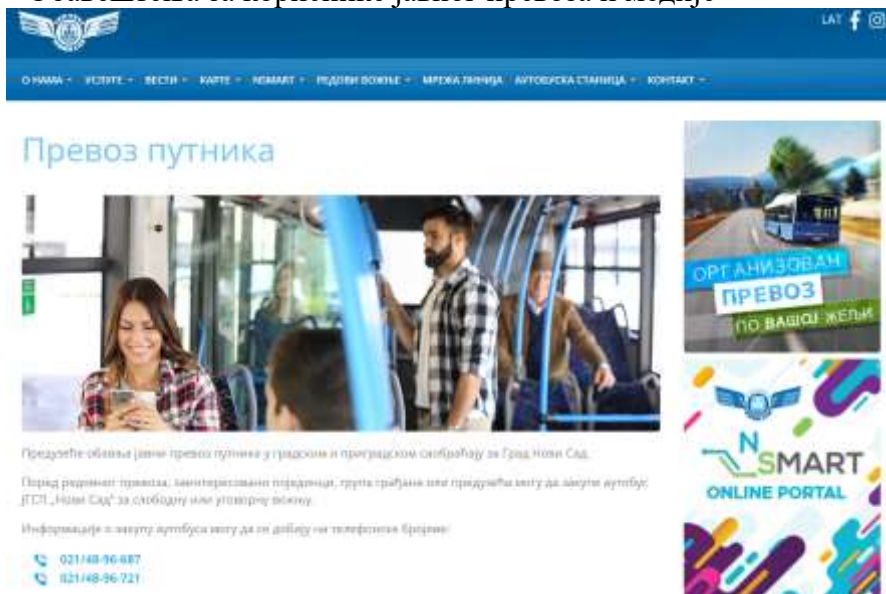 LAT
О НАМА УСЛУГЕ ВЕСТИ КАРТЕ NSMART РЕДОВИ ВОЖЊЕ МРЕЖА ЛИНИЈА АУТОБУСКА СТАНИЦА КОНТАКТ
Превоз путника
Предузеће обавља јавни превоз путника у градском и приградском саобраћају за Град Нови Сад.
Поред редовног превоза, заинтересовани појединци, групе грађана или предузећа могу да закупе аутобус
ЈГСП „Нови Сад“ за слободну или уговорну вожњу.
Информације о закупу аутобуса могу да се добију на телефонске бројеве:
021/48-96-687
021/48-96-721
ОРГАНИЗОВАН
ПРЕВОЗ
ПО ВАШОЈ ЖЕЉИ
NSMART
ONLINE PORTAL